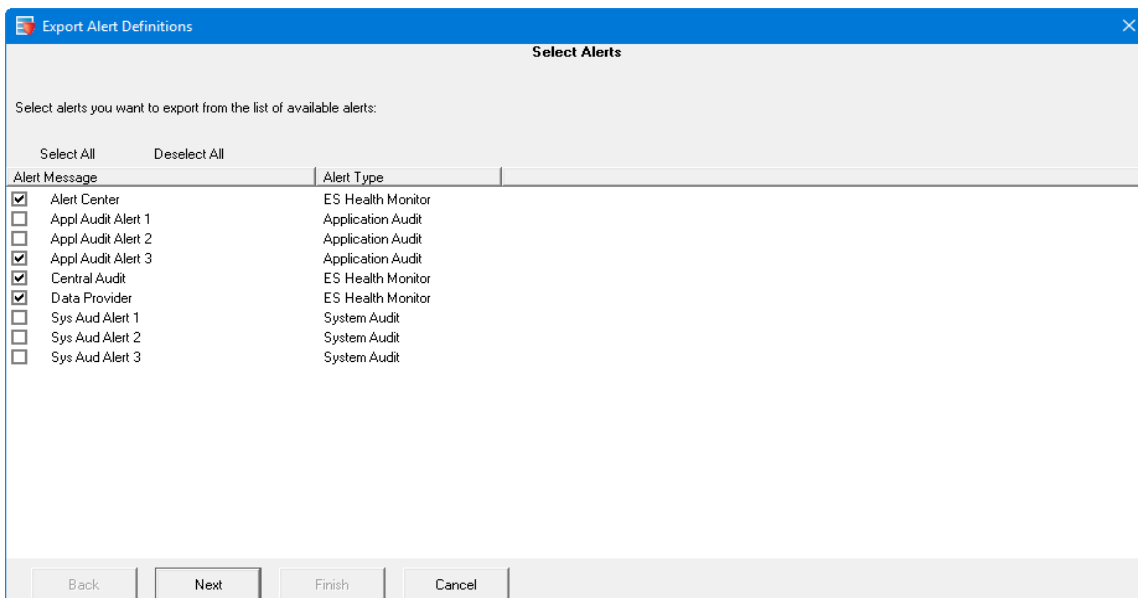 Export Alert Definitions
Select Alerts
Select alerts you want to export from the list of available alerts:
Select All Deselect All
Alert Message Alert Type
Alert Center ES Health Monitor
Appl Audit Alert 1 Application Audit
Appl Audit Alert 2 Application Audit
Appl Audit Alert 3 Application Audit
Central Audit ES Health Monitor
Data Provider ES Health Monitor
Sys Aud Alert 1 System Audit
Sys Aud Alert 2 System Audit
Sys Aud Alert 3 System Audit
Back Next Finish Cancel